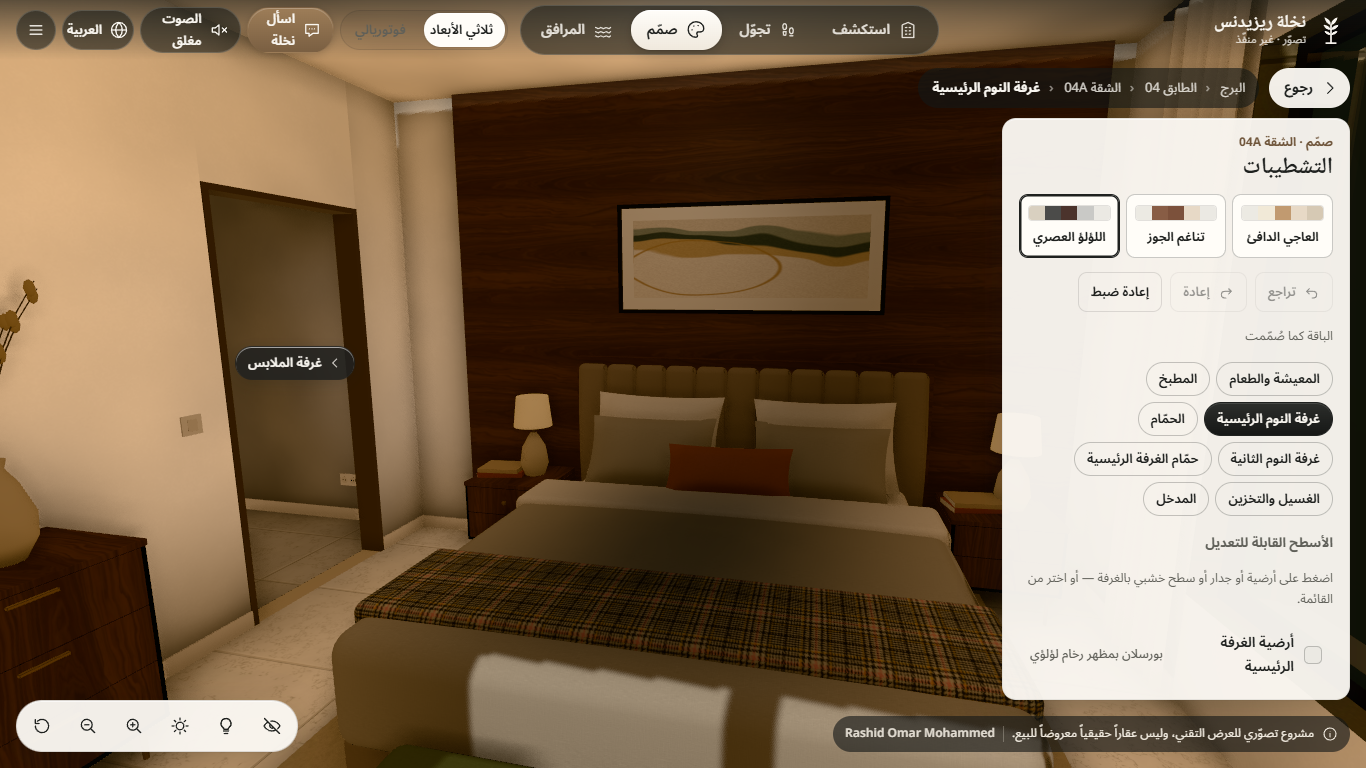 نخلة ريزيدنس
تصوّر · غير منفّذ
استكشف
تجوّل
صمّم
المرافق
ثلاثي الأبعاد
فوتوريالي
اسأل
نخلة
الصوت
مغلق
العربية
رجوع
البرج › الطابق 04 › الشقة 04A › غرفة النوم الرئيسية
صمّم · الشقة 04A
التشطيبات
العاجي الدافئ
تناغم الجوز
اللؤلؤ العصري
تراجع
إعادة
إعادة ضبط
الباقة كما صُمّمت
المعيشة والطعام
المطبخ
غرفة النوم الرئيسية
الحمّام
غرفة النوم الثانية
حمّام الغرفة الرئيسية
الغسيل والتخزين
المدخل
الأسطح القابلة للتعديل
اضغط على أرضية أو جدار أو سطح خشبي بالغرفة — أو اختر من
القائمة.
أرضية الغرفة
الرئيسية
بورسلان بمظهر رخام لؤلؤي
غرفة الملابس
مشروع تصوّري للعرض التقني، وليس عقاراً حقيقياً معروضاً للبيع.
Rashid Omar Mohammed